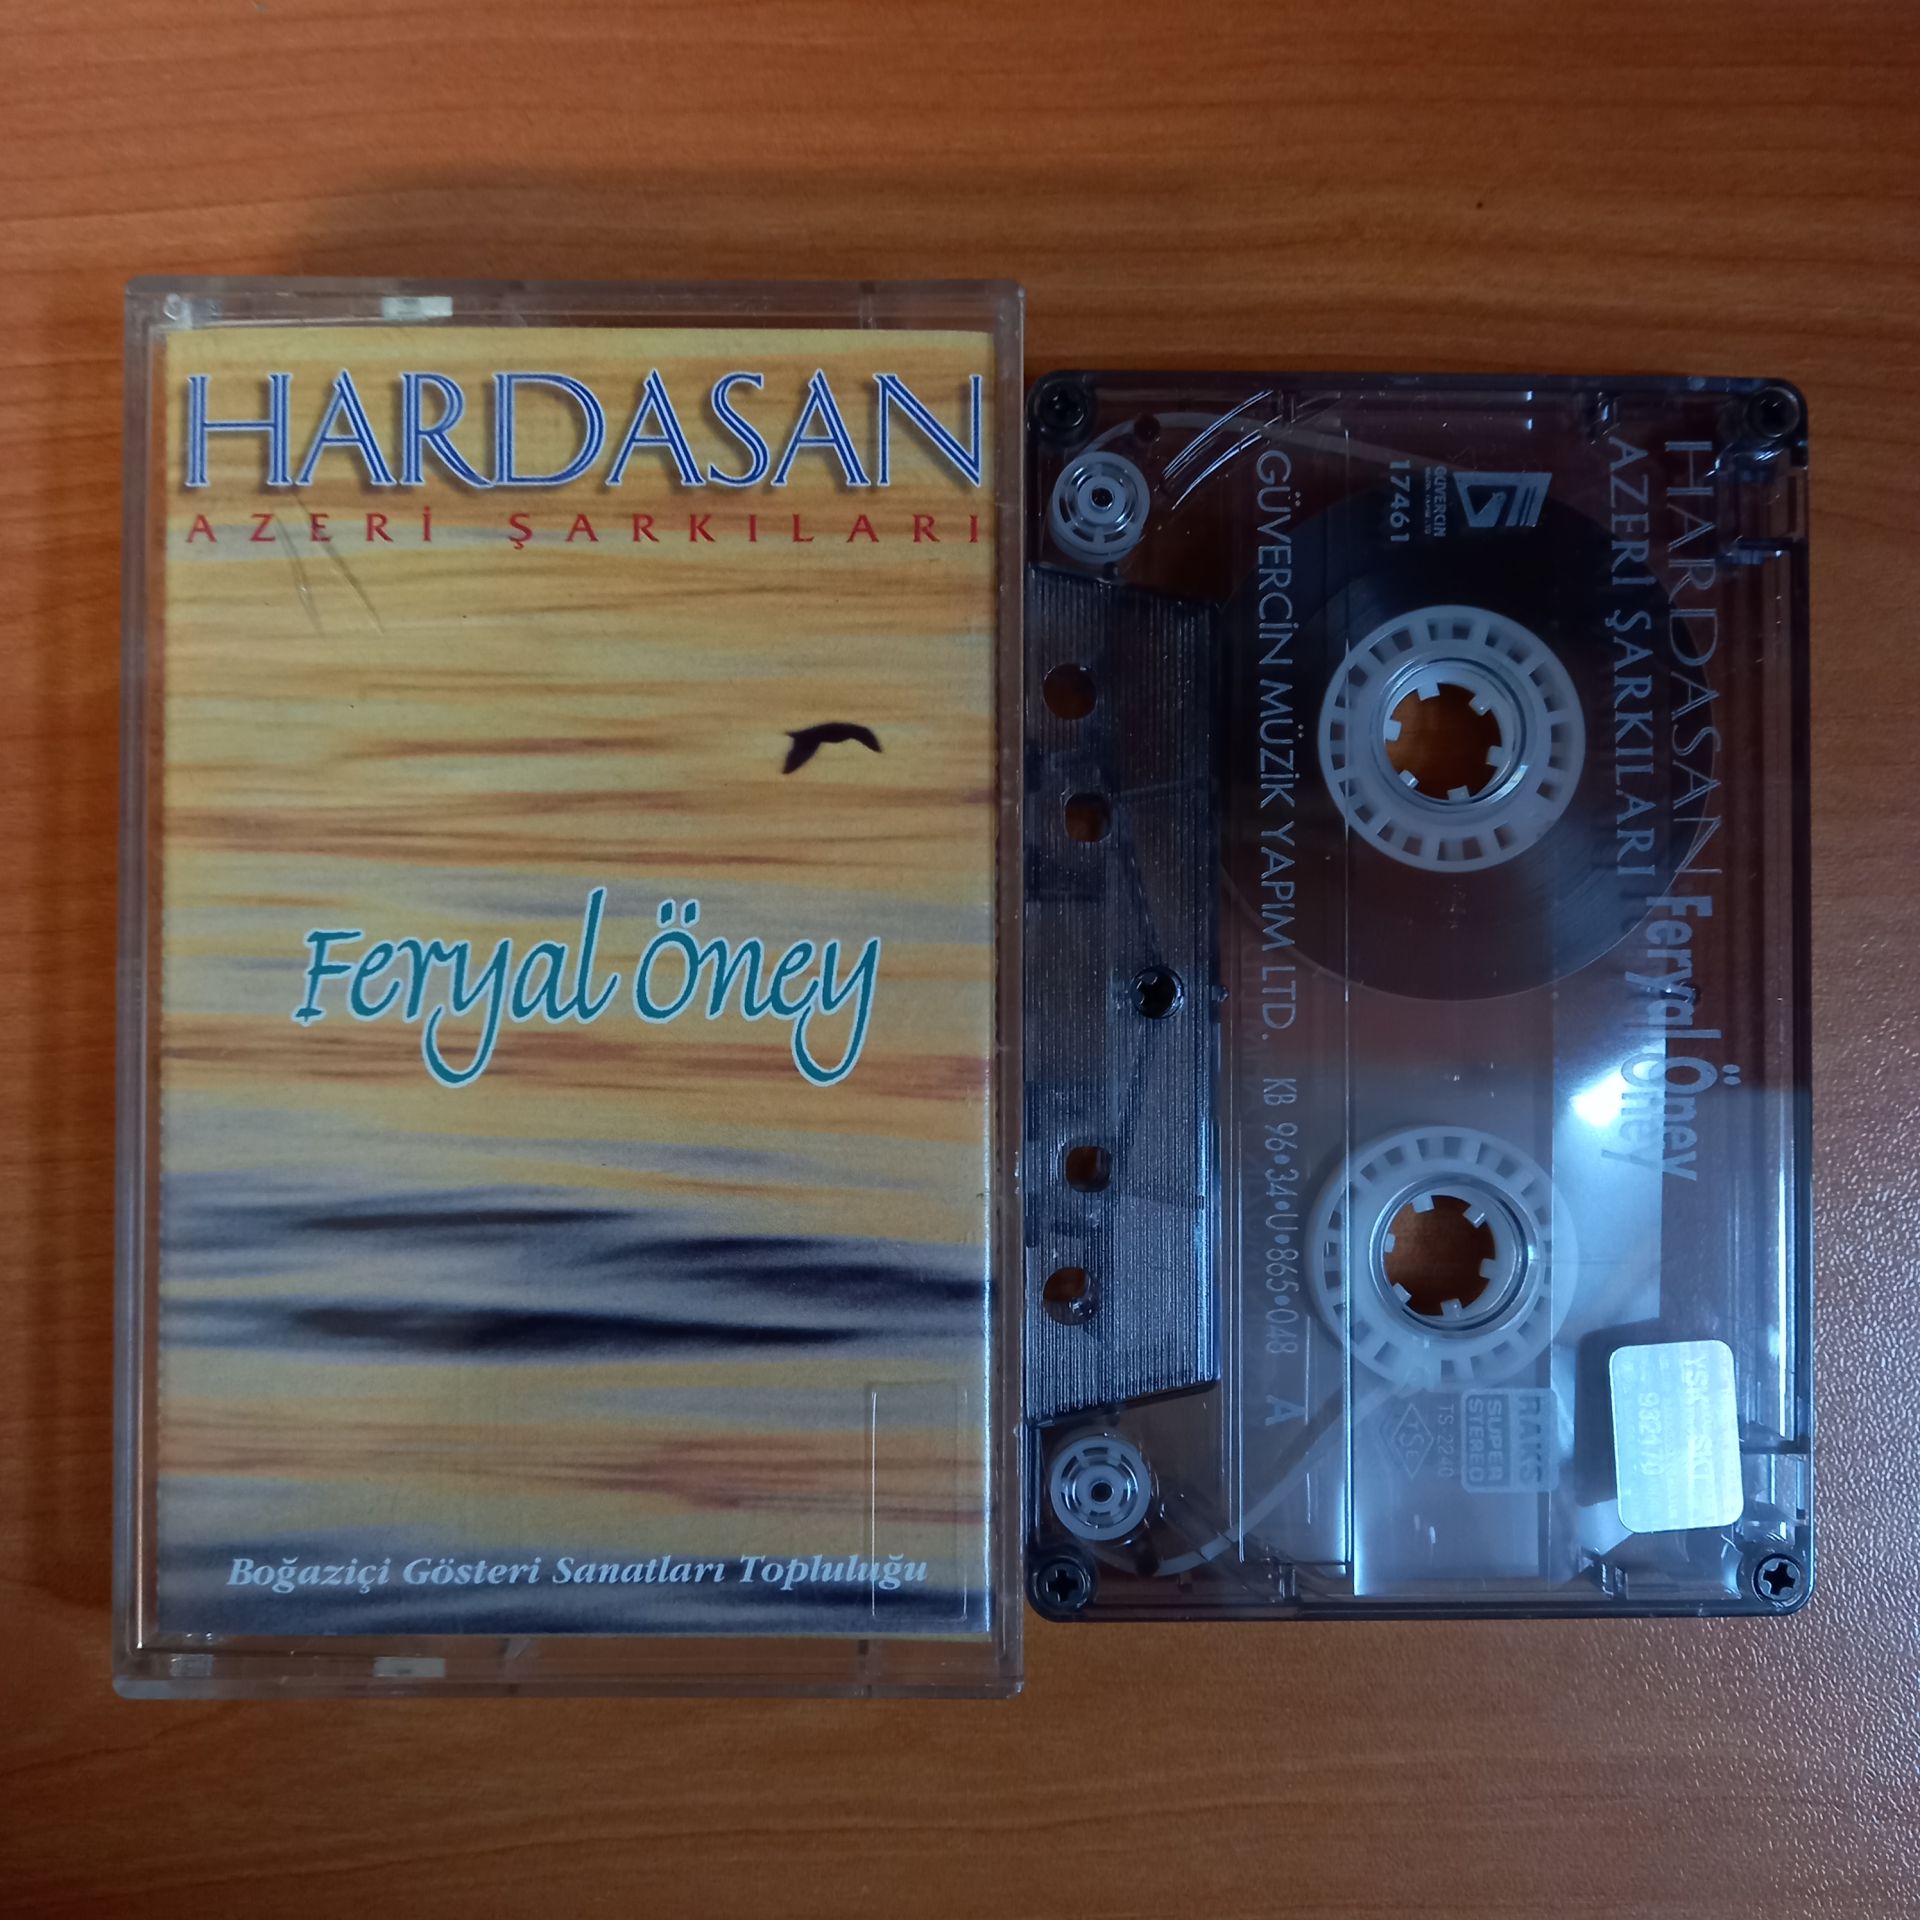 HARDASAN
AZERİ ŞARKILARI
Feryal Öney
Boğaziçi Gösteri Sanatları Topluluğu
HARDASAN Feryal Öney
AZERİ ŞARKILARI
GÜVERCİN
17461
GÜVERCİN MÜZİK YAPIM LTD. KB 96•34•U•865•048 A
RAKS
SUPER
STEREO
TS 2240